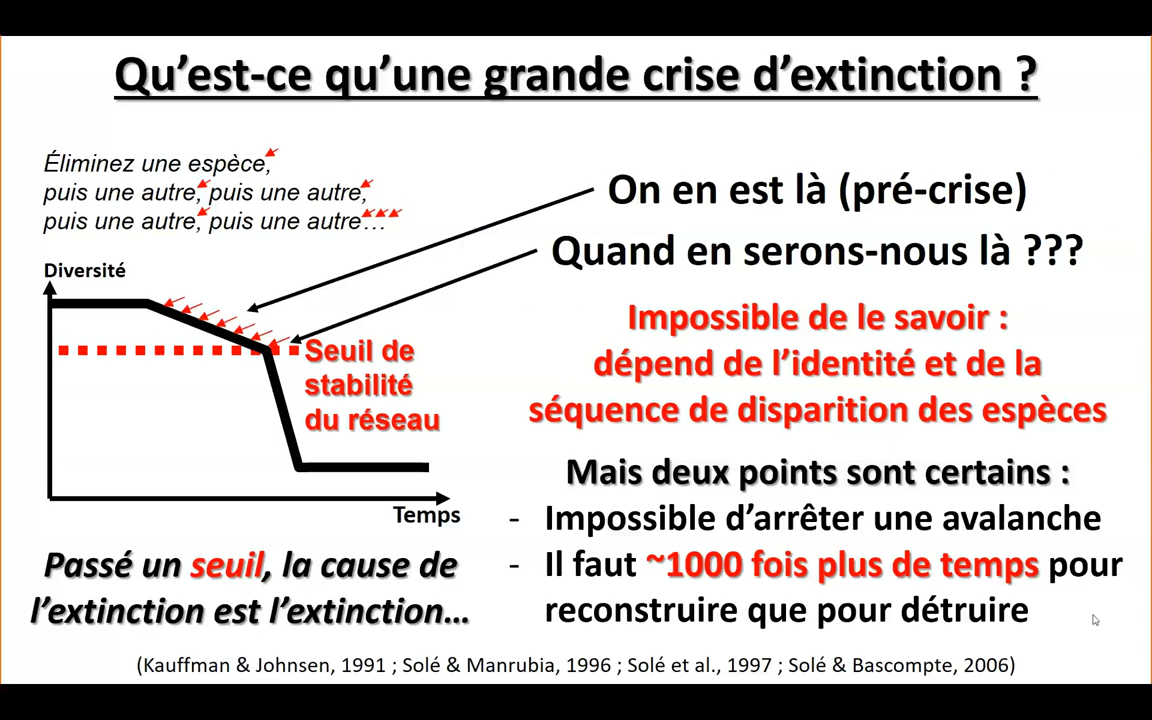 Qu’est-ce qu’une grande crise d’extinction ?
Éliminez une espèce,
puis une autre, puis une autre,
puis une autre, puis une autre…
On en est là (pré-crise)
Quand en serons-nous là ???
Diversité
Seuil de
stabilité
du réseau
Temps
Impossible de le savoir :
dépend de l’identité et de la
séquence de disparition des espèces
Mais deux points sont certains :
- Impossible d’arrêter une avalanche
- Il faut ~1000 fois plus de temps pour
reconstruire que pour détruire
Passé un seuil, la cause de
l’extinction est l’extinction…
(Kauffman & Johnsen, 1991 ; Solé & Manrubia, 1996 ; Solé et al., 1997 ; Solé & Bascompte, 2006)